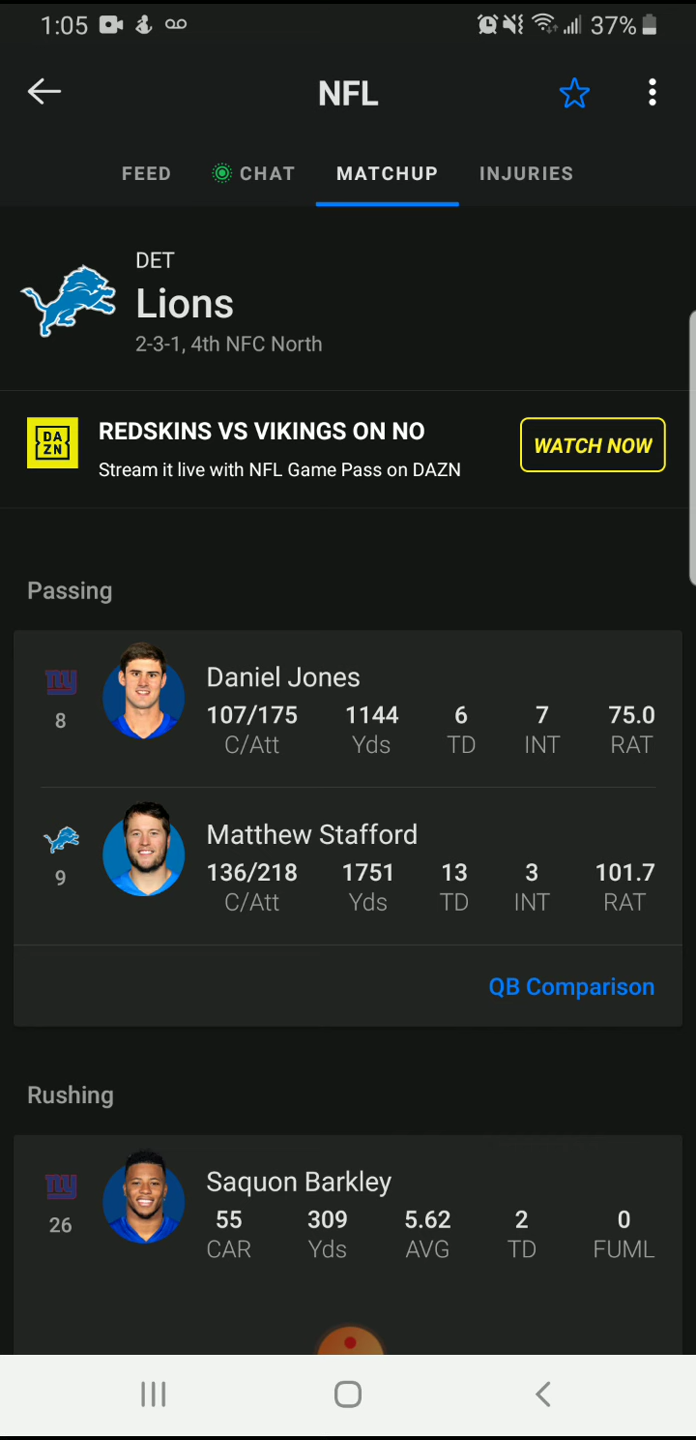 1:05 37%
NFL
FEED CHAT MATCHUP INJURIES
DET
Lions
2-3-1, 4th NFC North
DA
ZN
REDSKINS VS VIKINGS ON NO
Stream it live with NFL Game Pass on DAZN
WATCH NOW
Passing
ny
8
Daniel Jones
107/175 1144 6 7 75.0
C/Att Yds TD INT RAT
9
Matthew Stafford
136/218 1751 13 3 101.7
C/Att Yds TD INT RAT
QB Comparison
Rushing
ny
26
Saquon Barkley
55 309 5.62 2 0
CAR Yds AVG TD FUML